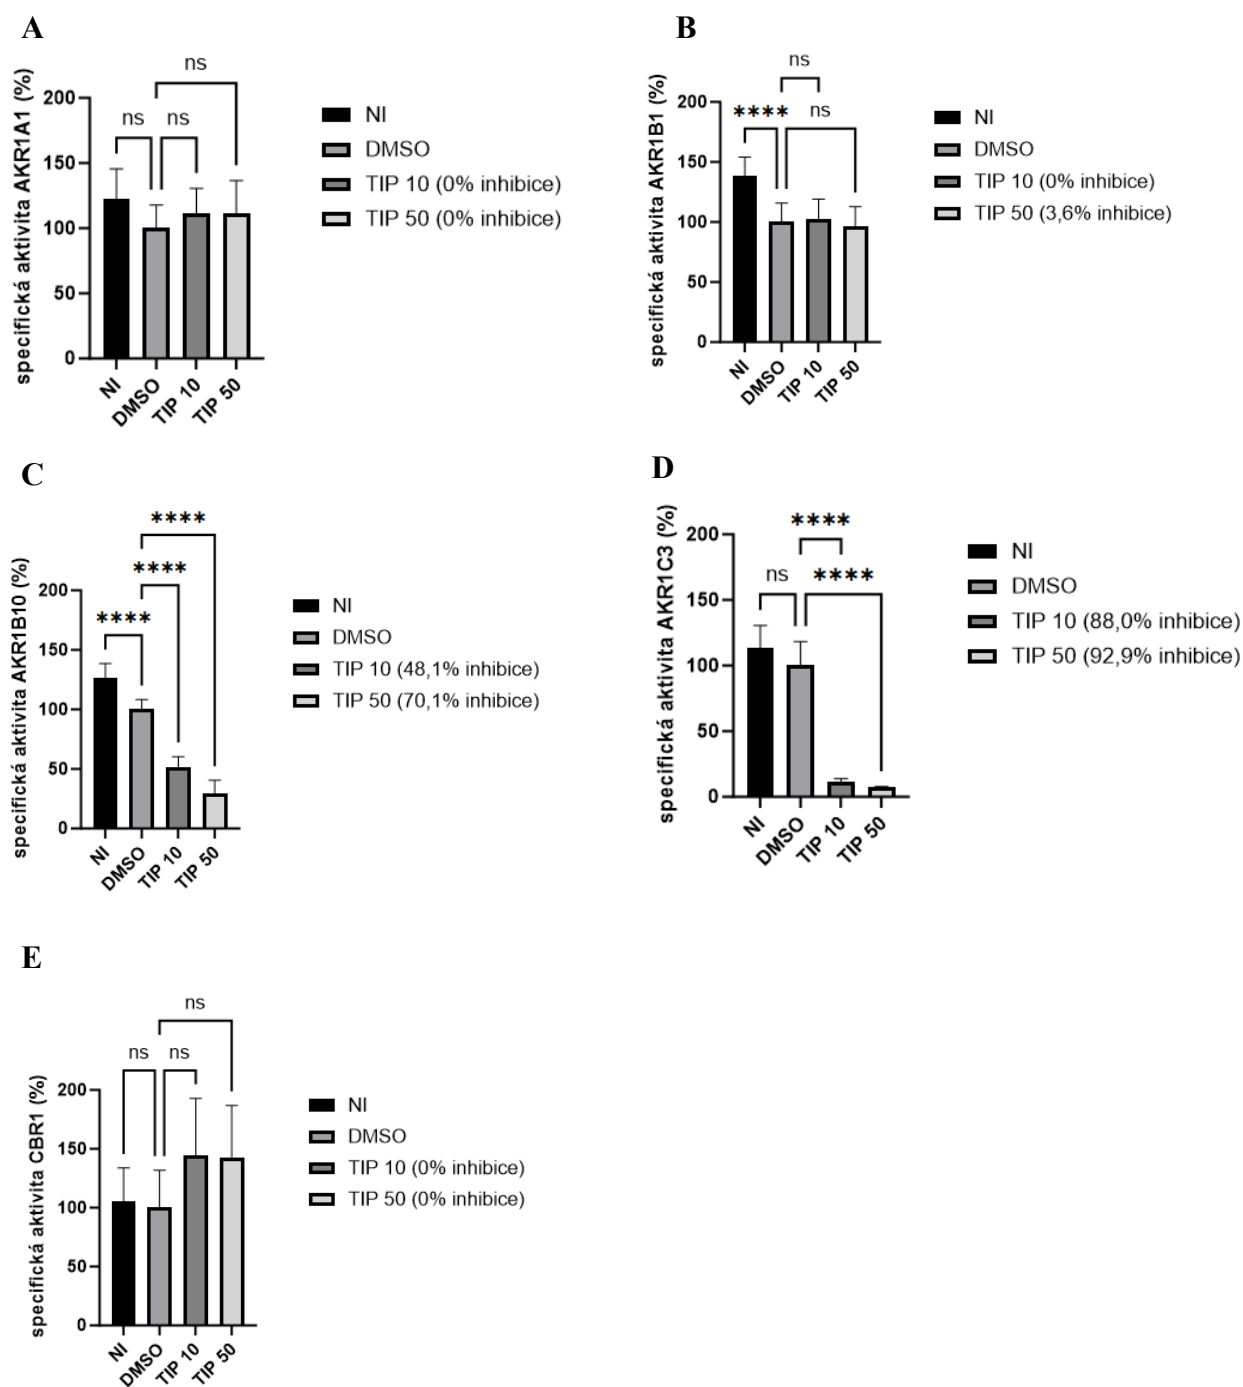 A
specifická aktivita AKR1A1 (%)
ns
ns
ns
200
150
100
50
0
NI
DMSO
TIP 10
TIP 50
NI
DMSO
TIP 10 (0% inhibice)
TIP 50 (0% inhibice)
B
specifická aktivita AKR1B1 (%)
ns
****
ns
200
150
100
50
0
NI
DMSO
TIP 10
TIP 50
NI
DMSO
TIP 10 (0% inhibice)
TIP 50 (3,6% inhibice)
C
specifická aktivita AKR1B10 (%)
****
****
****
200
150
100
50
0
NI
DMSO
TIP 10
TIP 50
NI
DMSO
TIP 10 (48,1% inhibice)
TIP 50 (70,1% inhibice)
D
specifická aktivita AKR1C3 (%)
****
ns
****
200
150
100
50
0
NI
DMSO
TIP 10
TIP 50
NI
DMSO
TIP 10 (88,0% inhibice)
TIP 50 (92,9% inhibice)
E
specifická aktivita CBR1 (%)
ns
ns
ns
200
150
100
50
0
NI
DMSO
TIP 10
TIP 50
NI
DMSO
TIP 10 (0% inhibice)
TIP 50 (0% inhibice)